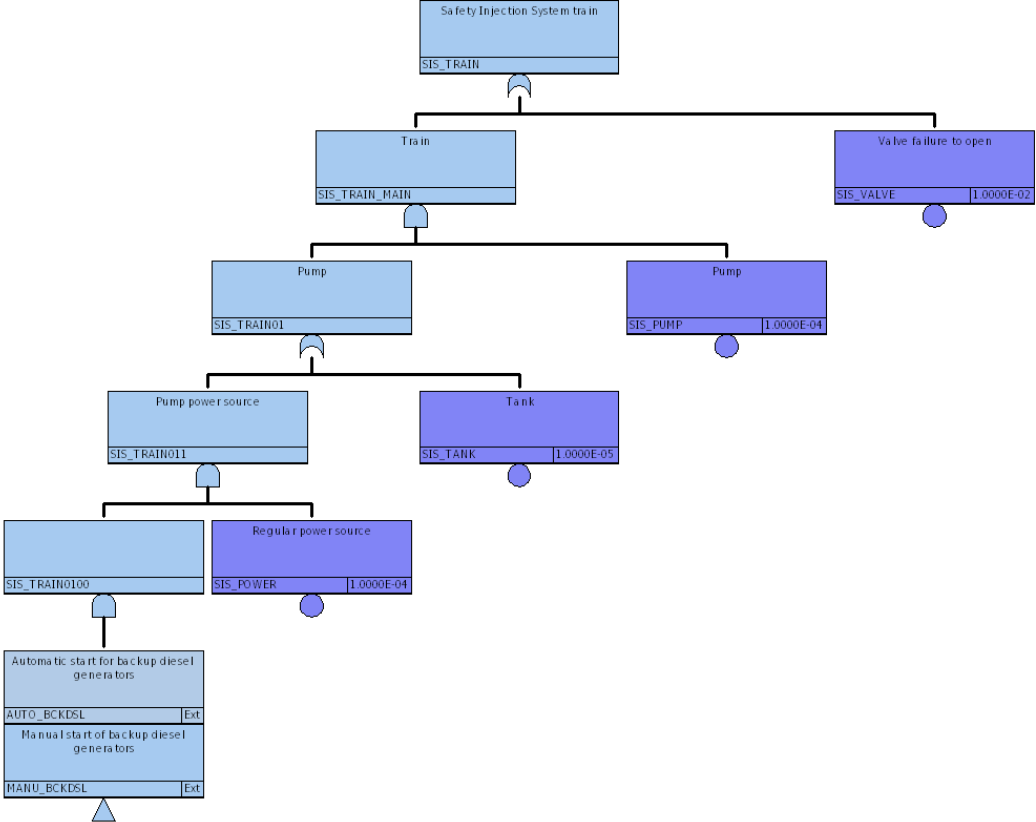 Safety Injection System train
SIS_TRAIN
Train
SIS_TRAIN_MAIN
Valve failure to open
SIS_VALVE 1.0000E-02
Pump
SIS_TRAIN01
Pump
SIS_PUMP 1.0000E-04
Pump power source
SIS_TRAIN011
Tank
SIS_TANK 1.0000E-05
SIS_TRAIN0100
Regular power source
SIS_POWER 1.0000E-04
Automatic start for backup diesel
generators
AUTO_BCKDSL Ext
Manual start of backup diesel
generators
MANU_BCKDSL Ext